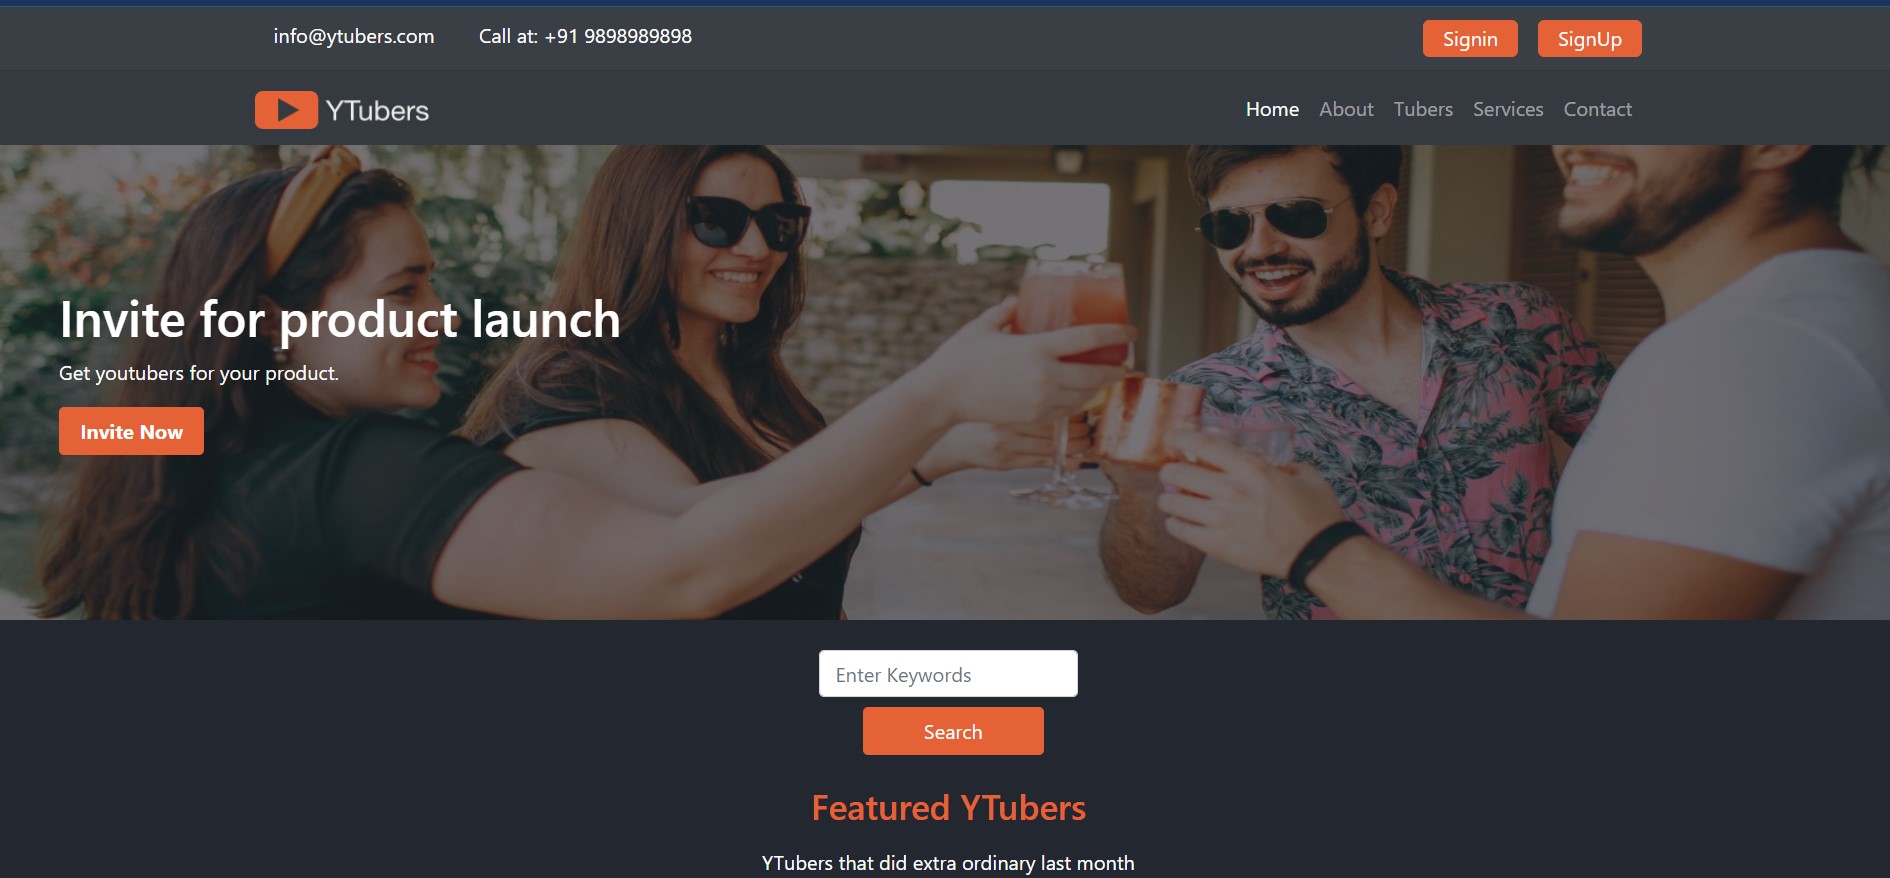 info@ytubers.com Call at: +91 9898989898 Signin SignUp
YTubers Home About Tubers Services Contact
Invite for product launch
Get youtubers for your product.
Invite Now
Enter Keywords
Search
Featured YTubers
YTubers that did extra ordinary last month